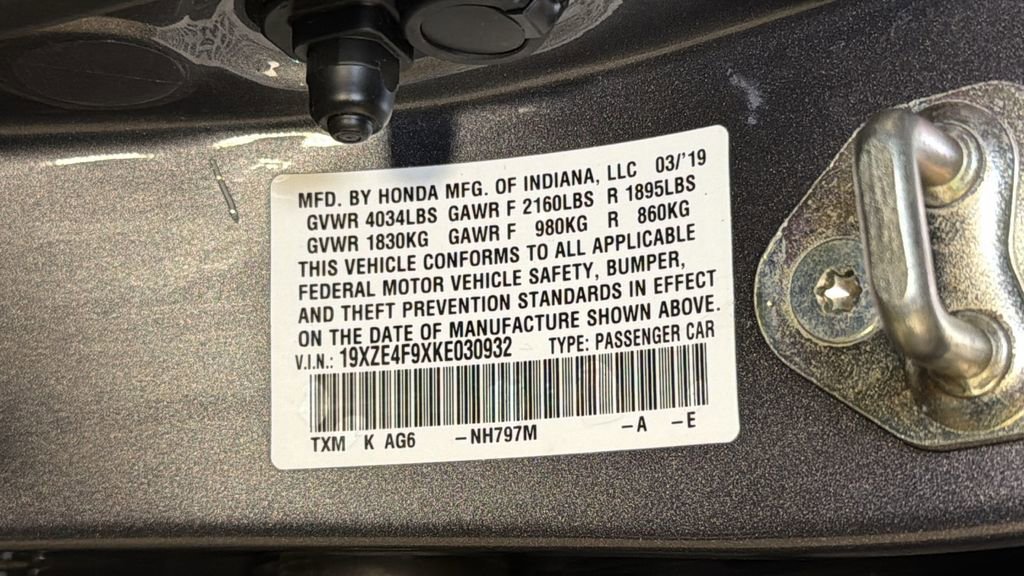 MFD. BY HONDA MFG. OF INDIANA, LLC 03/'19
GVWR 4034LBS GAWR F 2160LBS R 1895LBS
GVWR 1830KG GAWR F 980KG R 860KG
THIS VEHICLE CONFORMS TO ALL APPLICABLE
FEDERAL MOTOR VEHICLE SAFETY, BUMPER,
AND THEFT PREVENTION STANDARDS IN EFFECT
ON THE DATE OF MANUFACTURE SHOWN ABOVE.
V.I.N.: 19XZE4F9XKE030932 TYPE: PASSENGER CAR
TXM K AG6 –NH797M –A –E